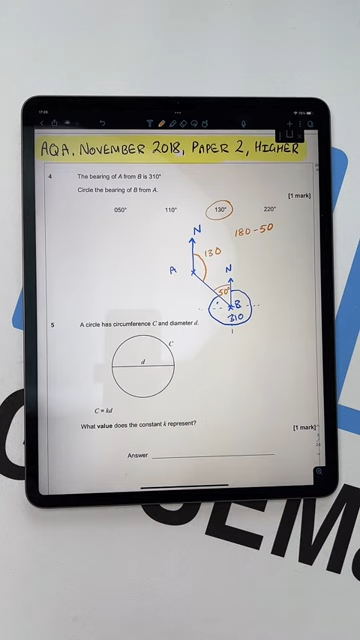 17:28
AQA, NOVEMBER 2018, PAPER 2, HIGHER
4 The bearing of A from B is 310°
Circle the bearing of B from A.
[1 mark]
050° 110° 130° 220°
180-50
N
130
A
N
50°
B
310
5 A circle has circumference C and diameter d.
C
d
C = kd
What value does the constant k represent?
[1 mark]
Answer